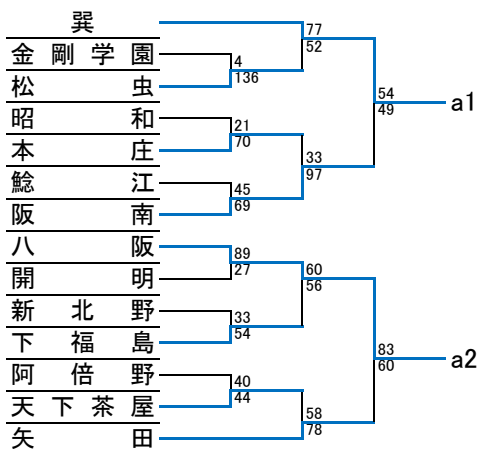 巽
77
52
金剛学園
4
松虫
136
54
49
a1
昭和
21
本庄
70
33
97
鯰江
45
阪南
69
八阪
89
27
開明
60
56
新北野
33
下福島
54
83
60
a2
阿倍野
40
天下茶屋
44
58
78
矢田